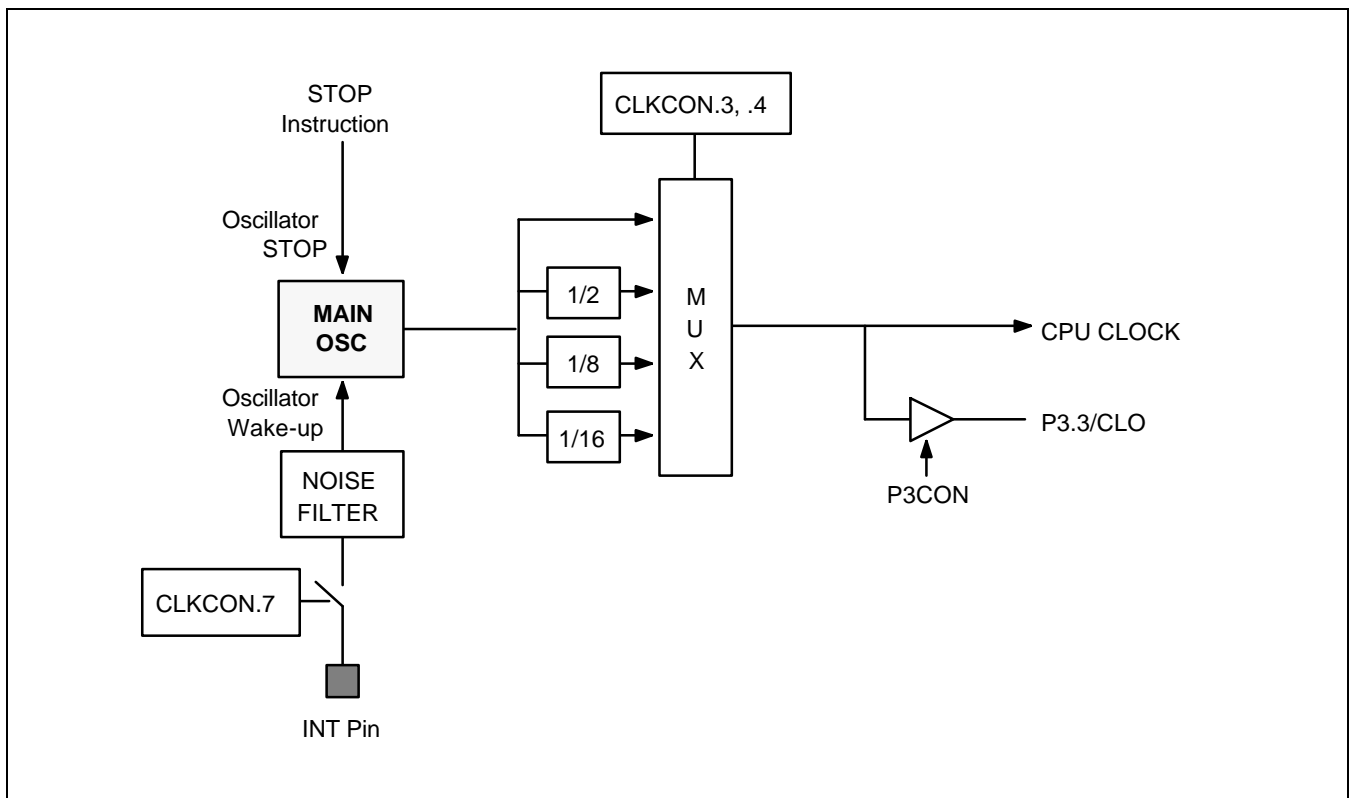 STOP
Instruction
CLKCON.3, .4
Oscillator
STOP
MAIN
OSC
1/2
1/8
1/16
M
U
X
CPU CLOCK
P3.3/CLO
P3CON
Oscillator
Wake-up
NOISE
FILTER
CLKCON.7
INT Pin